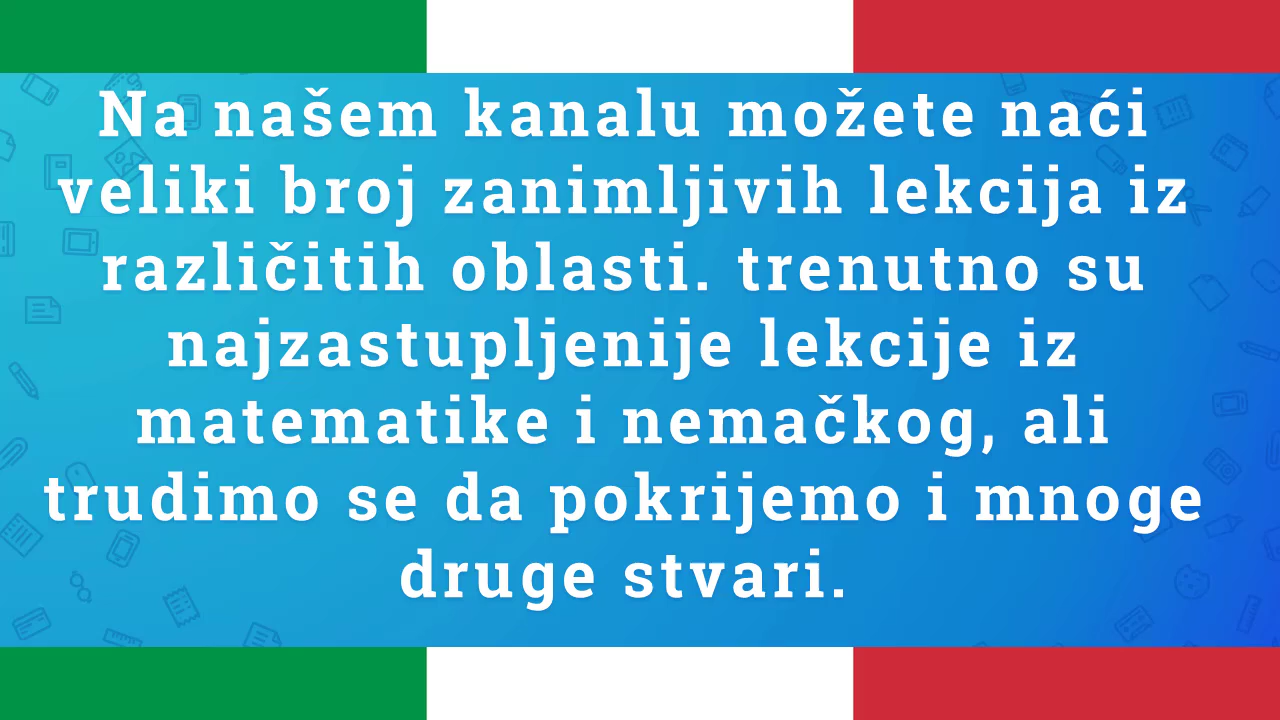 Na našem kanalu možete naći
veliki broj zanimljivih lekcija iz
različitih oblasti. trenutno su
najzastupljenije lekcije iz
matematike i nemačkog, ali
trudimo se da pokrijemo i mnoge
druge stvari.